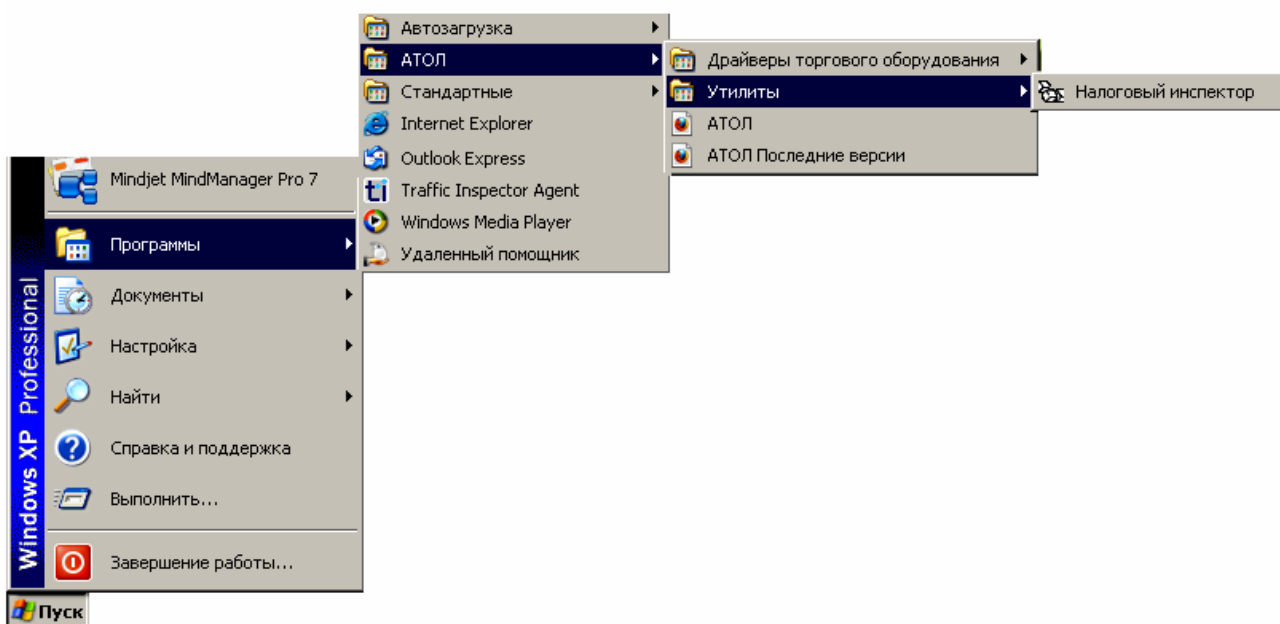 Автозагрузка
АТОЛ
Стандартные
Internet Explorer
Outlook Express
Traffic Inspector Agent
Windows Media Player
Удаленный помощник
Драйверы торгового оборудования
Утилиты
АТОЛ
АТОЛ Последние версии
Налоговый инспектор
Mindjet MindManager Pro 7
Программы
Документы
Настройка
Найти
Справка и поддержка
Выполнить...
Завершение работы...
Windows XP Professional
Пуск